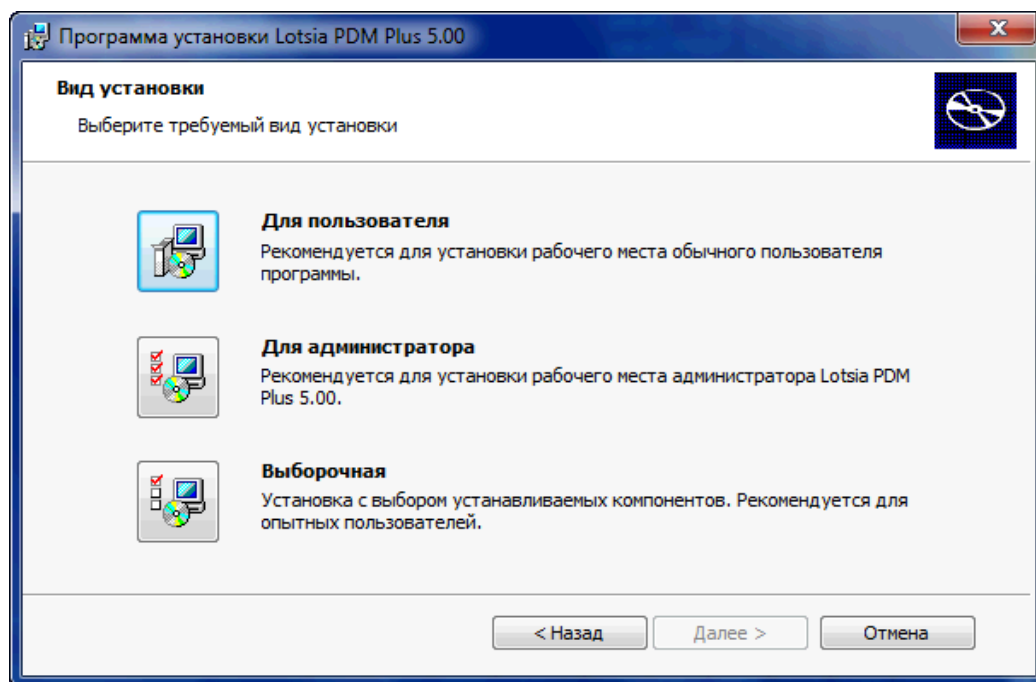 Программа установки Lotsia PDM Plus 5.00
Вид установки
Выберите требуемый вид установки
Для пользователя
Рекомендуется для установки рабочего места обычного пользователя
программы.
Для администратора
Рекомендуется для установки рабочего места администратора Lotsia PDM
Plus 5.00.
Выборочная
Установка с выбором устанавливаемых компонентов. Рекомендуется для
опытных пользователей.
< Назад
Далее >
Отмена